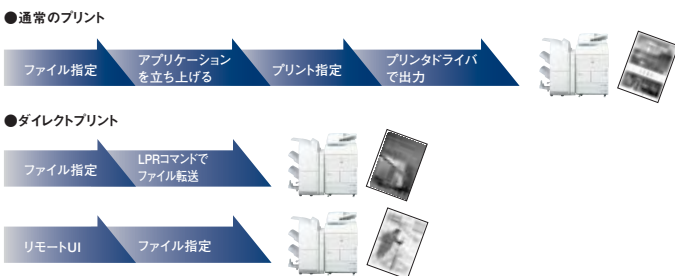 ●通常のプリント
ファイル指定
アプリケーション
を立ち上げる
プリント指定
プリンタドライバ
で出力
●ダイレクトプリント
ファイル指定
LPRコマンドで
ファイル転送
リモートUI
ファイル指定